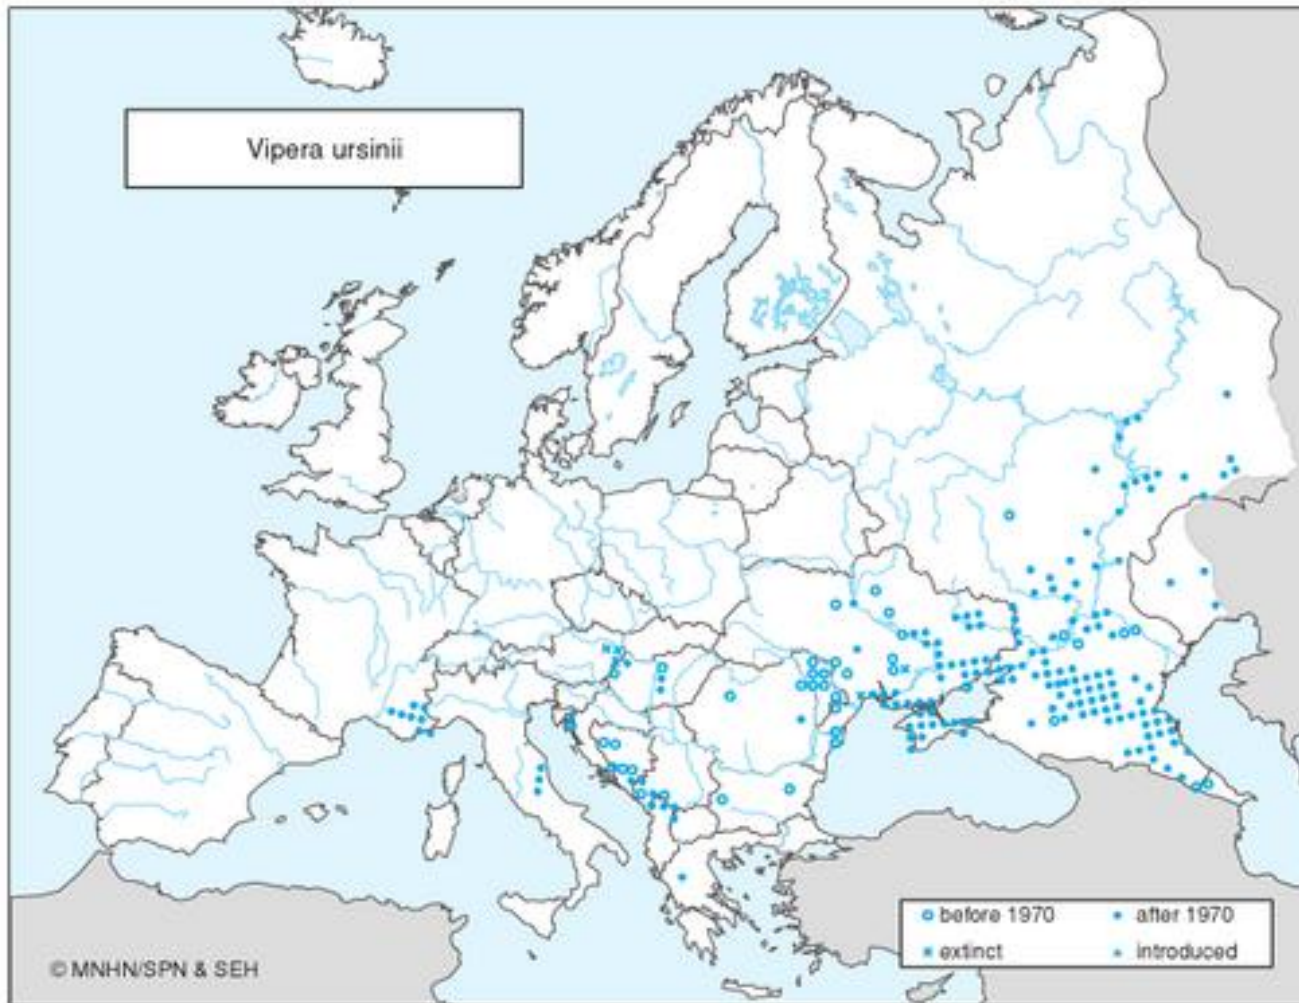 Vipera ursinii
before 1970
after 1970
extinct
introduced
© MNHN/SPN & SEH